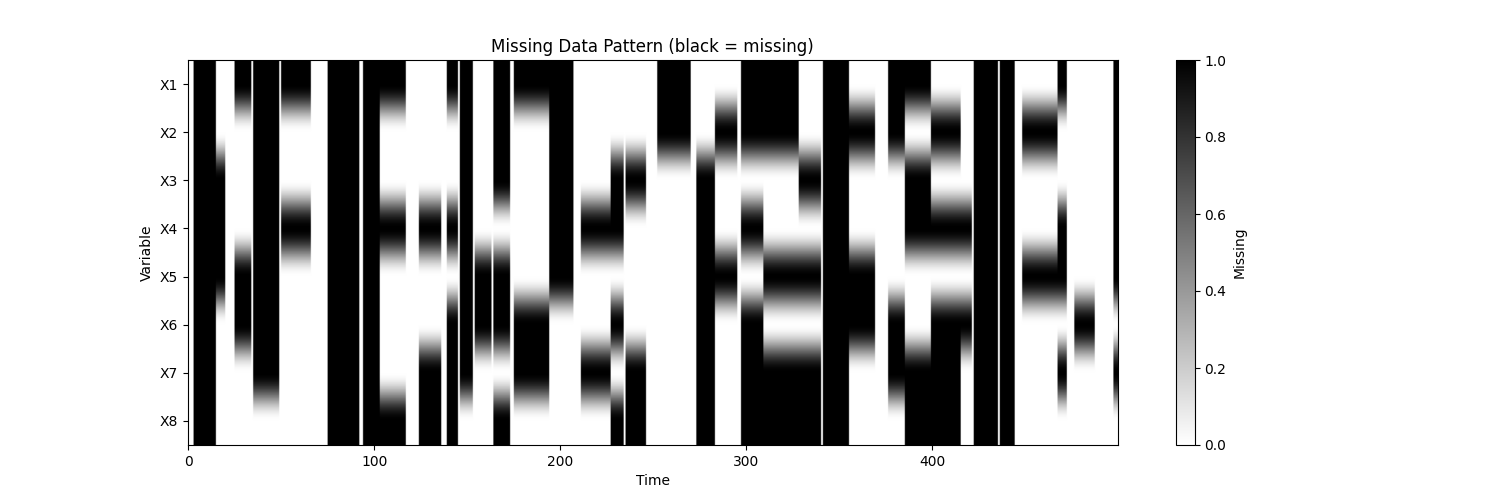 Missing Data Pattern (black = missing)
X1
X2
X3
X4
X5
X6
X7
X8
Variable
0 100 200 300 400
Time
1.0
0.8
0.6
0.4
0.2
0.0
Missing